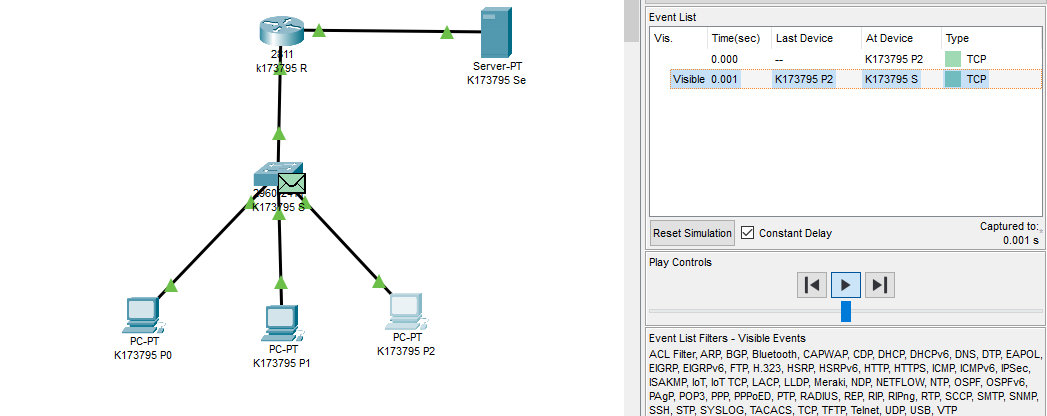 2811
k173795 R
Server-PT
K173795 Se
K173795 S
PC-PT
K173795 P0
PC-PT
K173795 P1
PC-PT
K173795 P2
Event List
Vis. Time(sec) Last Device At Device Type
0.000 -- K173795 P2 TCP
Visible 0.001 K173795 P2 K173795 S TCP
Reset Simulation Constant Delay Captured to:
0.001 s
Play Controls
Event List Filters - Visible Events
ACL Filter, ARP, BGP, Bluetooth, CAPWAP, CDP, DHCP, DHCPv6, DNS, DTP, EAPOL,
EIGRP, EIGRPv6, FTP, H.323, HSRP, HSRPv6, HTTP, HTTPS, ICMP, ICMPv6, IPSec,
ISAKMP, IoT, IoT TCP, LACP, LLDP, Meraki, NDP, NETFLOW, NTP, OSPF, OSPFv6,
PAgP, POP3, PPP, PPPoED, PTP, RADIUS, REP, RIP, RIPng, RTP, SCCP, SMTP, SNMP,
SSH, STP, SYSLOG, TACACS, TCP, TFTP, Telnet, UDP, USB, VTP